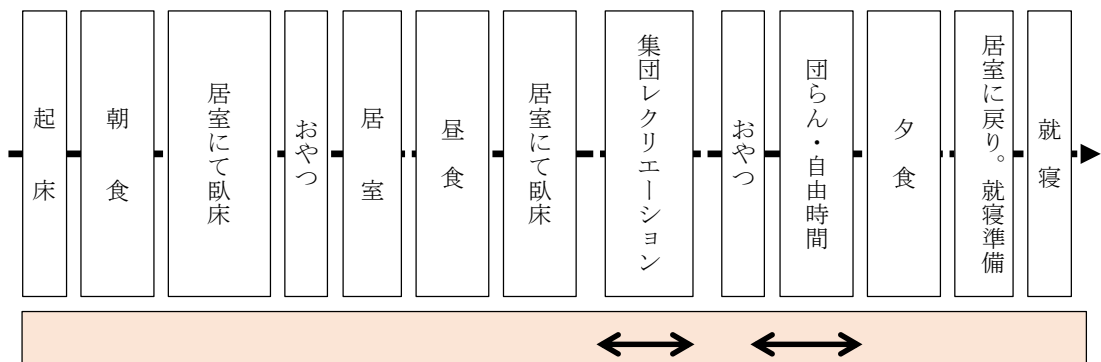 起床
朝食
居室にて臥床
おやつ
居室
昼食
居室にて臥床
集団レクリエーション
おやつ
団らん・自由時間
夕食
居室に戻り。就寝準備
就寝